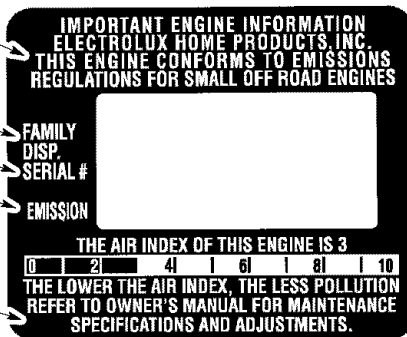 IMPORTANT ENGINE INFORMATION
ELECTROLUX HOME PRODUCTS, INC.
THIS ENGINE CONFORMS TO EMISSIONS
REGULATIONS FOR SMALL OFF ROAD ENGINES
FAMILY
DISP.
SERIAL #
EMISSION
THE AIR INDEX OF THIS ENGINE IS 3
0 2 4 6 8 10
THE LOWER THE AIR INDEX, THE LESS POLLUTION
REFER TO OWNER'S MANUAL FOR MAINTENANCE
SPECIFICATIONS AND ADJUSTMENTS.